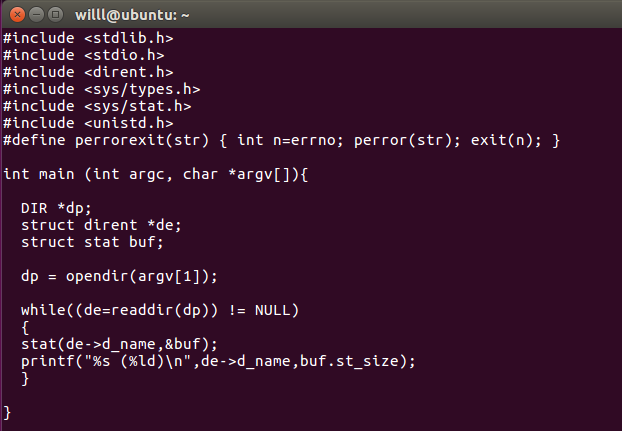 willl@ubuntu: ~
#include <stdlib.h>
#include <stdio.h>
#include <dirent.h>
#include <sys/types.h>
#include <sys/stat.h>
#include <unistd.h>
#define perrorexit(str) { int n=errno; perror(str); exit(n); }

int main (int argc, char *argv[]){

  DIR *dp;
  struct dirent *de;
  struct stat buf;

  dp = opendir(argv[1]);

  while((de=readdir(dp)) != NULL)
  {
  stat(de->d_name,&buf);
  printf("%s (%ld)\n",de->d_name,buf.st_size);
  }

}